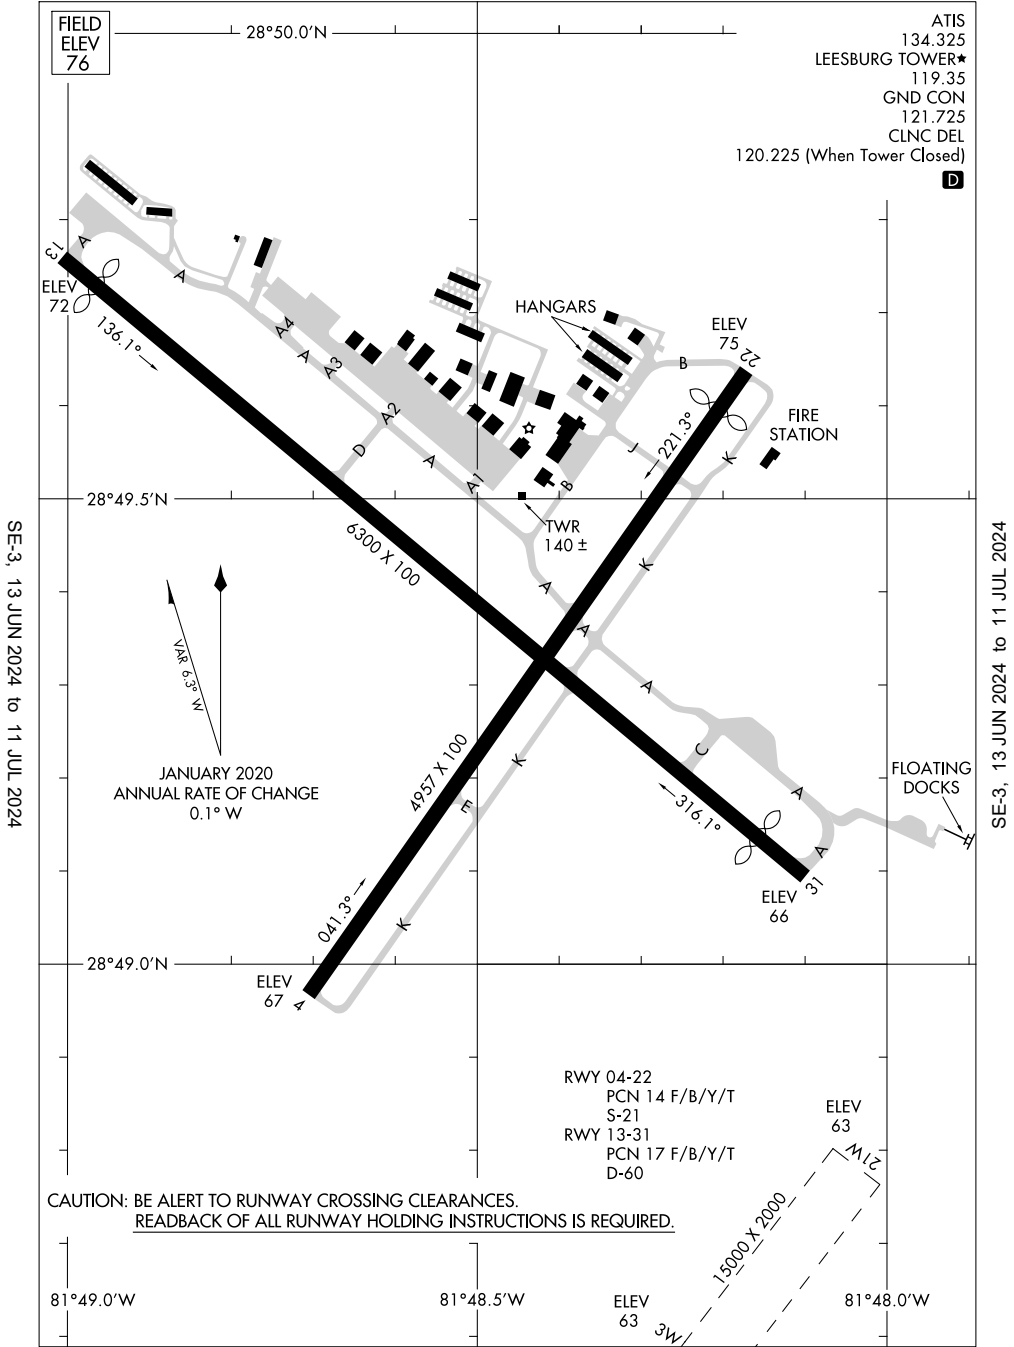 FIELD
ELEV
76
28°50.0'N
ATIS
134.325
LEESBURG TOWER★
119.35
GND CON
121.725
CLNC DEL
120.225 (When Tower Closed)
D
A
13
ELEV
72
A
136.1°
A4
A
A3
A2
D
A
A1
HANGARS
ELEV
75
22
B
FIRE
STATION
221.3°
J
K
B
28°49.5'N
TWR
140 ±
6300 X 100
K
A
A
A
VAR 6.3° W
JANUARY 2020
ANNUAL RATE OF CHANGE
0.1° W
4957 X 100
K
E
C
316.1°
A
A
31
ELEV
66
FLOATING
DOCKS
041.3°
K
28°49.0'N
ELEV
67
4
RWY 04-22
PCN 14 F/B/Y/T
S-21
RWY 13-31
PCN 17 F/B/Y/T
D-60
ELEV
63
21W
15000 X 2000
CAUTION: BE ALERT TO RUNWAY CROSSING CLEARANCES.
READBACK OF ALL RUNWAY HOLDING INSTRUCTIONS IS REQUIRED.
ELEV
63
3W
81°49.0'W
81°48.5'W
81°48.0'W
SE-3, 13 JUN 2024 to 11 JUL 2024
SE-3, 13 JUN 2024 to 11 JUL 2024